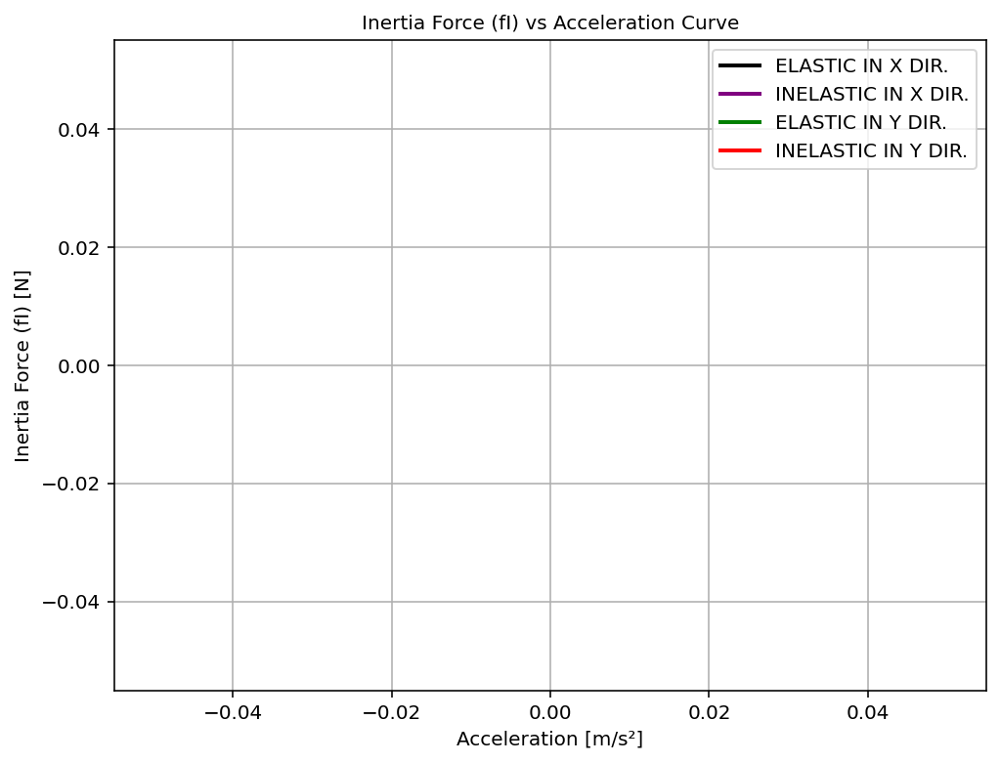 Inertia Force (fI) vs Acceleration Curve
ELASTIC IN X DIR.
INELASTIC IN X DIR.
ELASTIC IN Y DIR.
INELASTIC IN Y DIR.
Inertia Force (fI) [N]
0.04
0.02
0.00
−0.02
−0.04
−0.04
−0.02
0.00
0.02
0.04
Acceleration [m/s²]